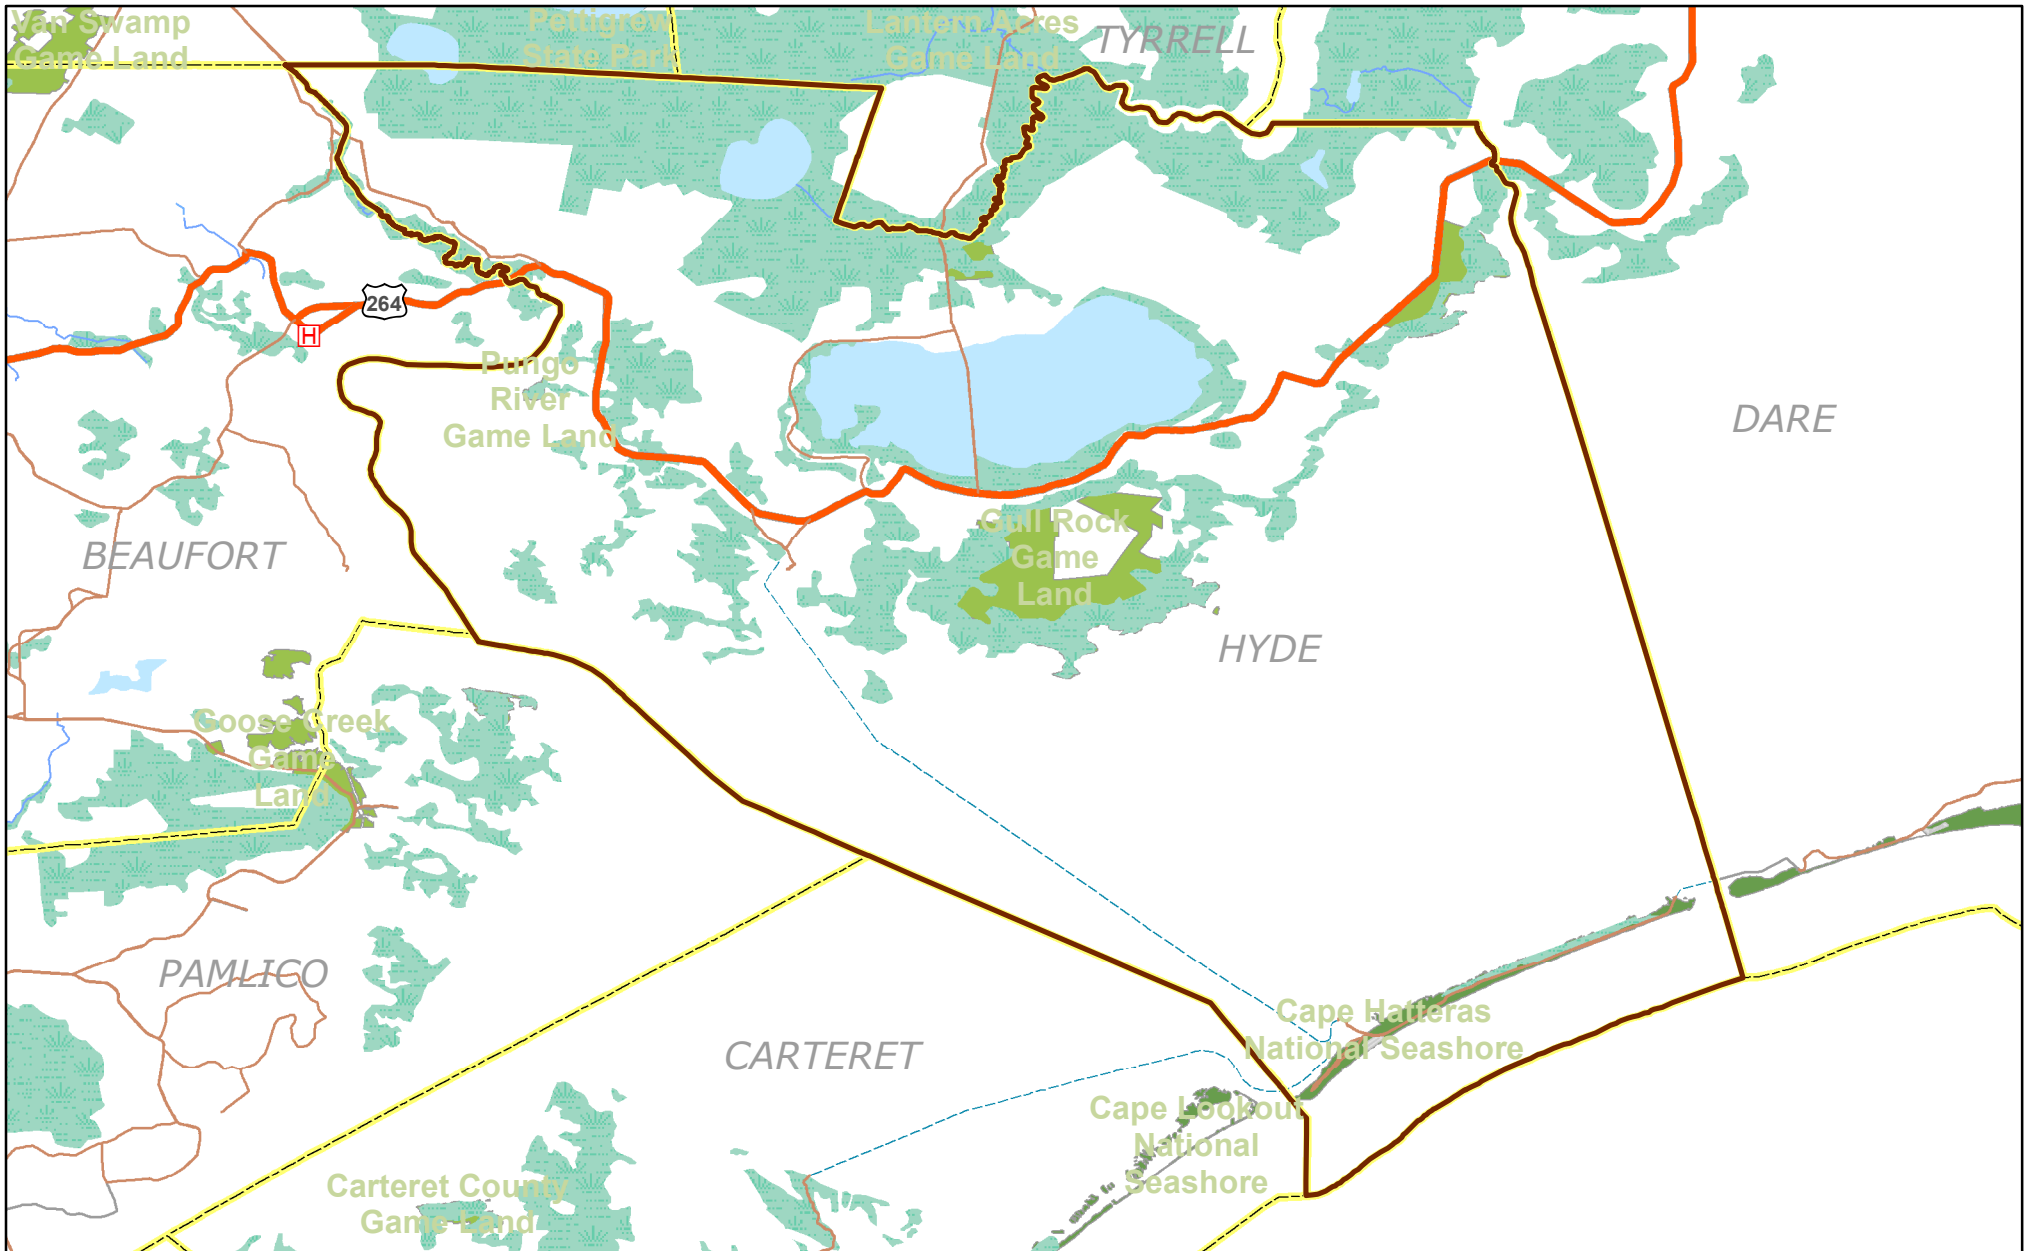 Van Swamp
Game Land
Pettigrew
State Park
Lantern Acres
Game Land
TYRRELL
264
H
Pungo
River
Game Land
DARE
BEAUFORT
Gull Rock
Game
Land
HYDE
Goose Creek
Game
Land
PAMLICO
CARTERET
Cape Hatteras
National Seashore
Cape Lookout
National
Seashore
Carteret County
Game Land